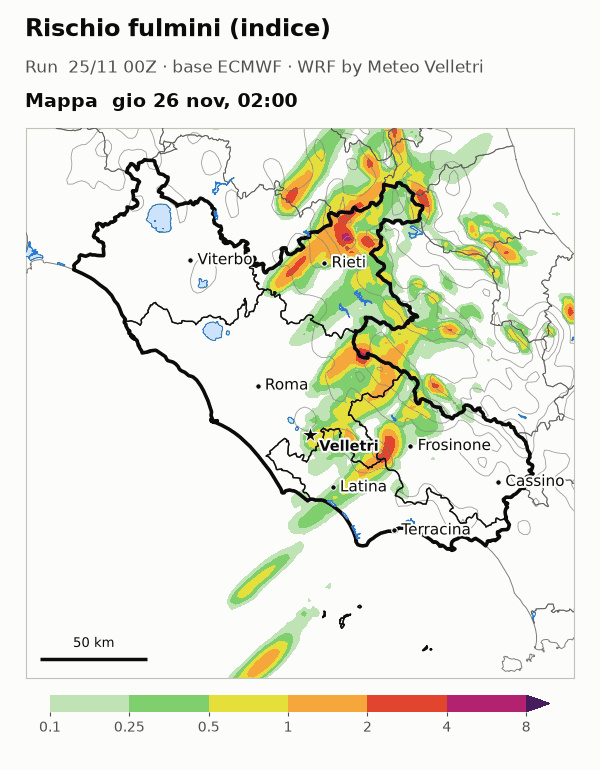 Rischio fulmini (indice)
Run 25/11 00Z · base ECMWF · WRF by Meteo Velletri
Mappa gio 26 nov, 02:00
Viterbo
Rieti
Roma
Velletri
Frosinone
Latina
Cassino
Terracina
50 km
0.1 0.25 0.5 1 2 4 8